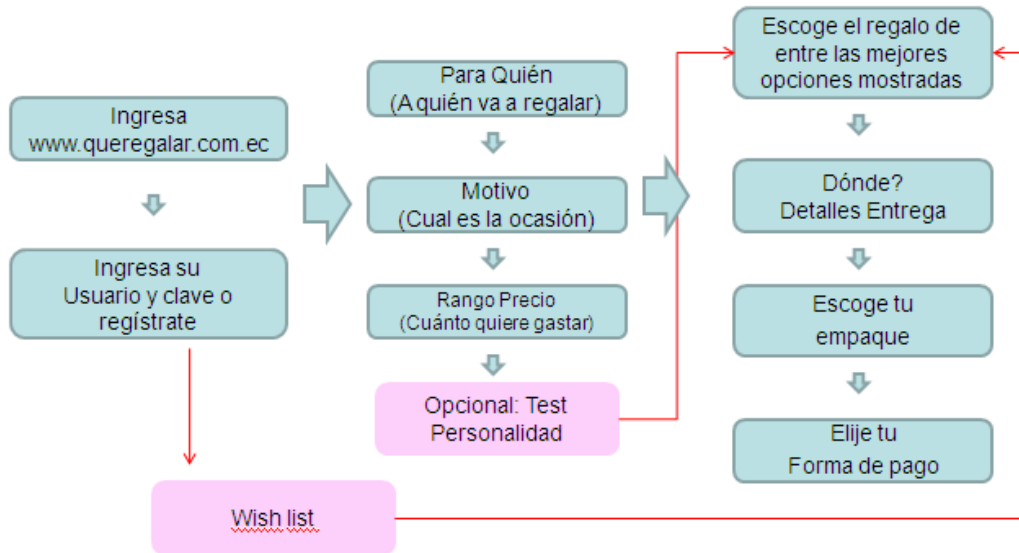 Ingresa
www.queregalar.com.ec
Ingresa su
Usuario y clave o
regístrate
Wish list
Para Quién
(A quién va a regalar)
Motivo
(Cual es la ocasión)
Rango Precio
(Cuánto quiere gastar)
Opcional: Test
Personalidad
Escoge el regalo de
entre las mejores
opciones mostradas
Dónde?
Detalles Entrega
Escoge tu
empaque
Elije tu
Forma de pago